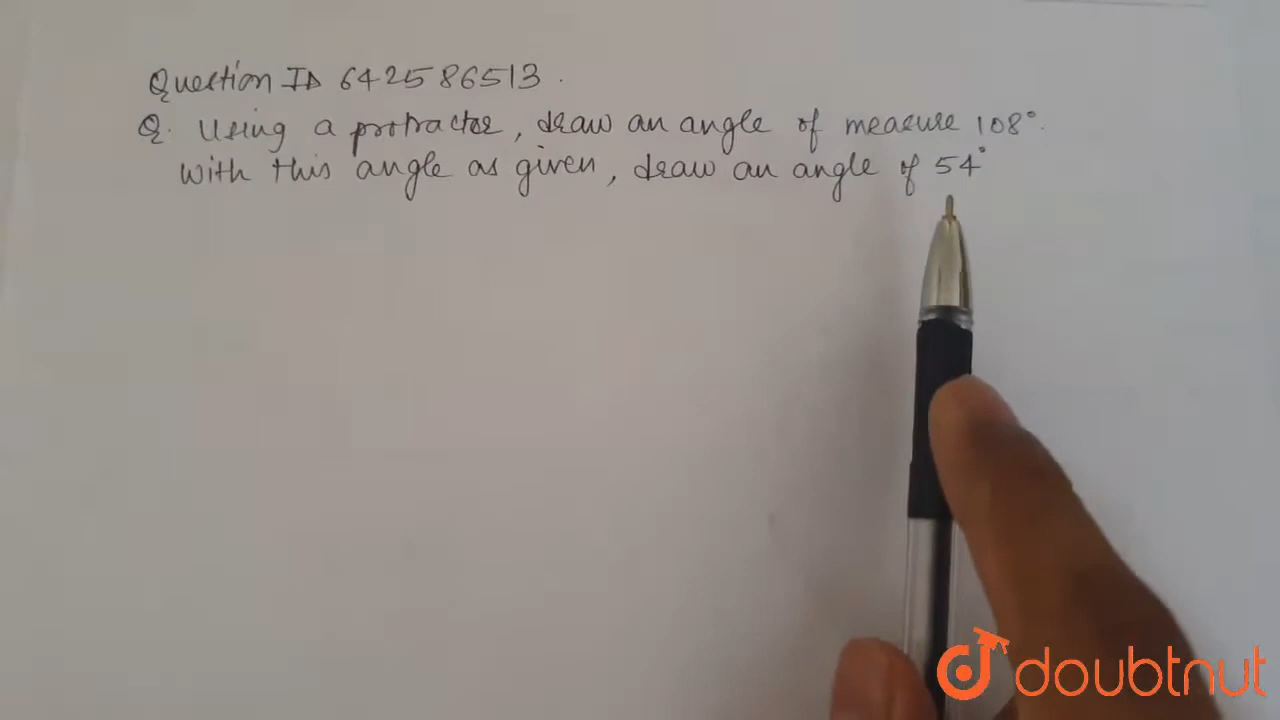 Question ID 642586513.
Q. Using a protractor, draw an angle of measure 108°.
With this angle as given, draw an angle of 54°
doubtnut